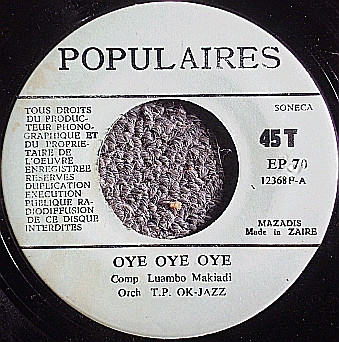 POPULAIRES
TOUS DROITS
DU PRODUC-
TEUR PHONO-
GRAPHIQUE ET
DU PROPRIE-
TAIRE DE
L'OEUVRE
ENREGISTREE
RESERVES
DUPLICATION
EXECUTION
PUBLIQUE RA-
DIODIFFUSION
DE CE DISQUE
INTERDITES
SONECA
45 T
EP 70
MAZADIS
Made in ZAIRE
OYE OYE OYE
Comp Luambo Makiadi
Orch T.P. OK-JAZZ